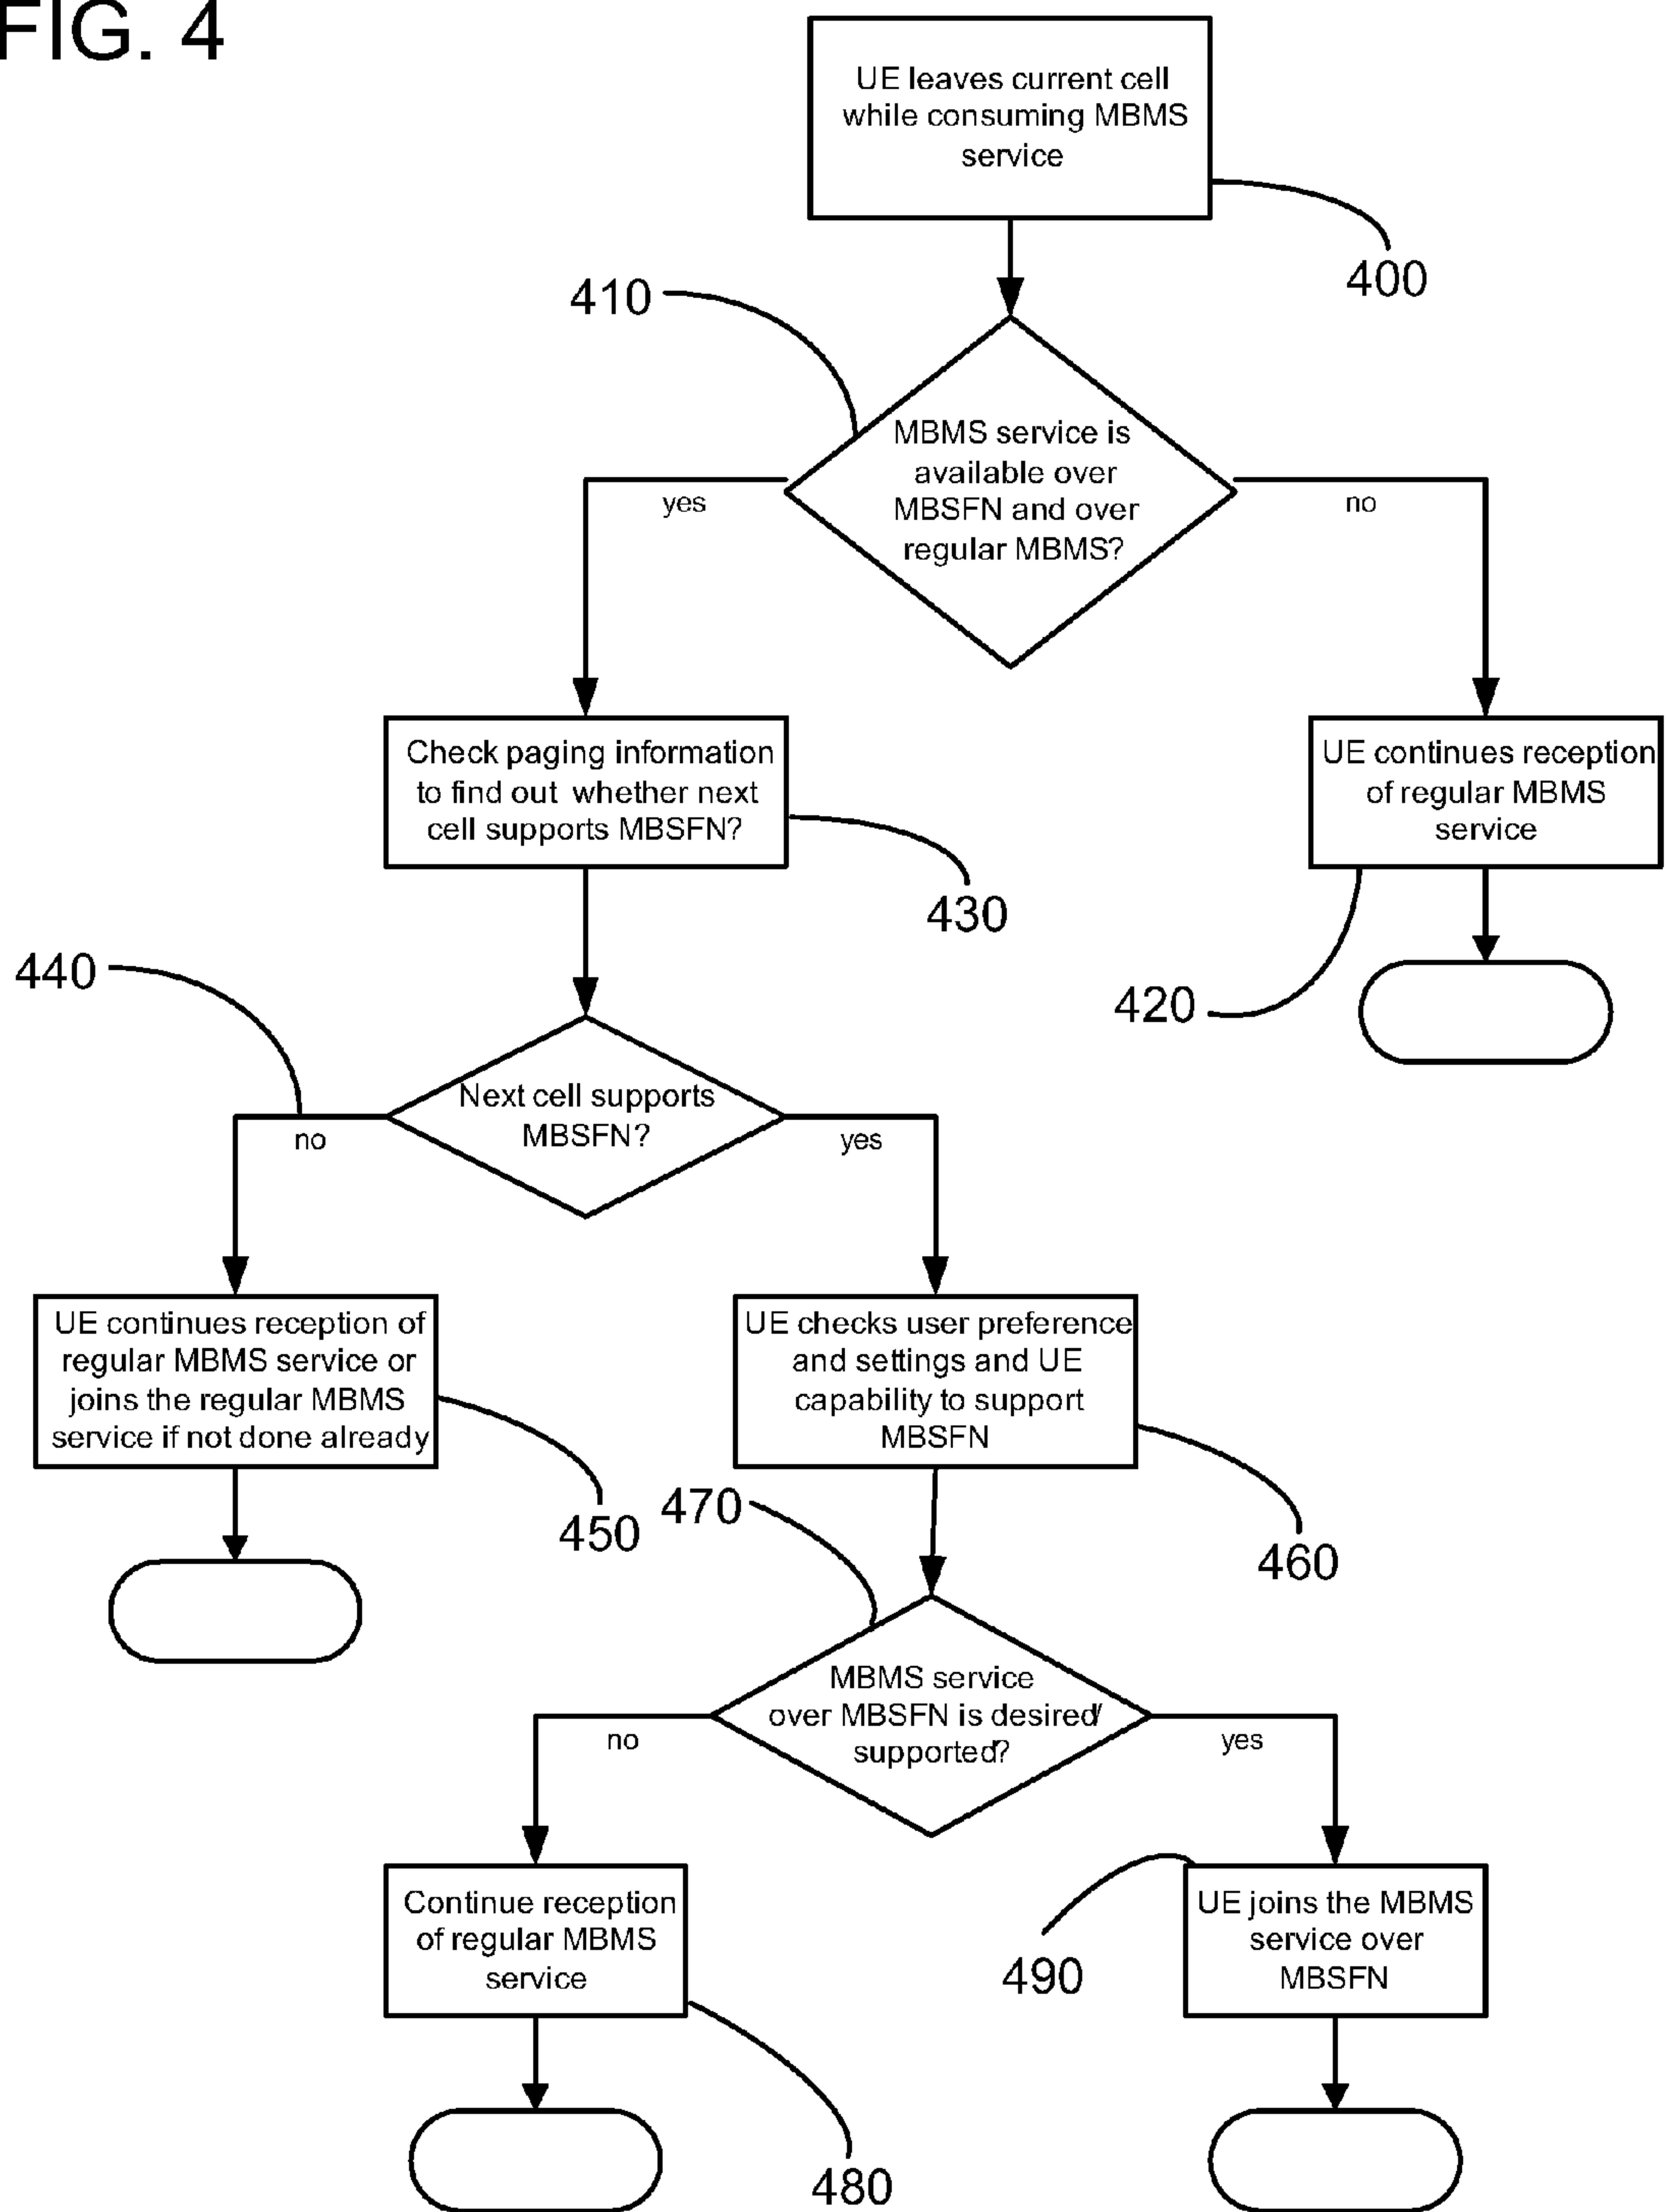 FIG. 4
UE leaves current cell
while consuming MBMS
service
400
410
MBMS service is
available over
MBSFN and over
regular MBMS?
yes
no
Check paging information
to find out whether next
cell supports MBSFN?
430
UE continues reception
of regular MBMS
service
420
440
Next cell supports
MBSFN?
no
yes
UE continues reception of
regular MBMS service or
joins the regular MBMS
service if not done already
450
UE checks user preference
and settings and UE
capability to support
MBSFN
460
470
MBMS service
over MBSFN is desired/
supported?
no
yes
Continue reception
of regular MBMS
service
480
490
UE joins the MBMS
service over
MBSFN